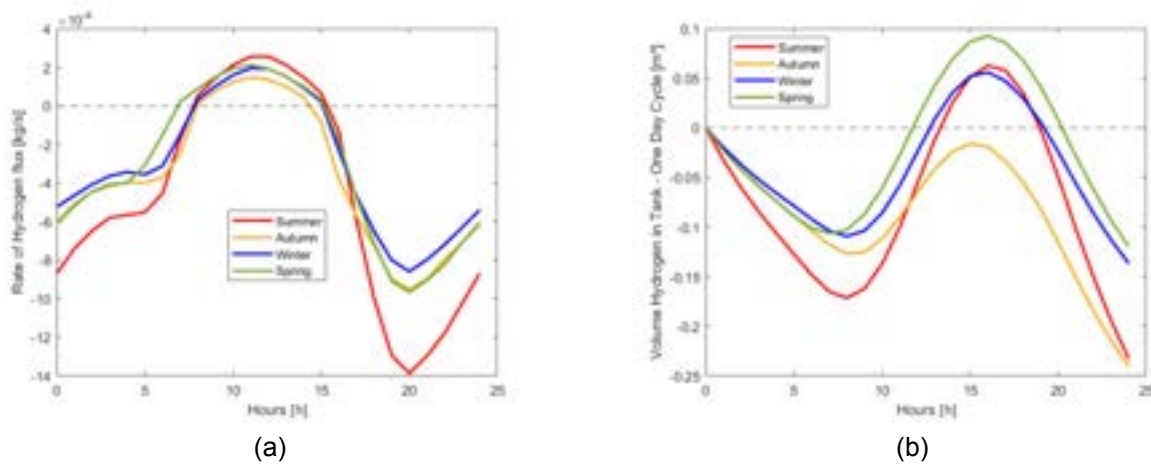 ×10⁻⁴
4
2
0
-2
-4
-6
-8
-10
-12
-14
0
5
10
15
20
25
Rate of Hydrogen flux [kg/s]
Hours [h]
Summer
Autumn
Winter
Spring
(a)
0.1
0.05
0
-0.05
-0.1
-0.15
-0.2
-0.25
0
5
10
15
20
25
Volume Hydrogen in Tank - One Day Cycle [m³]
Hours [h]
Summer
Autumn
Winter
Spring
(b)